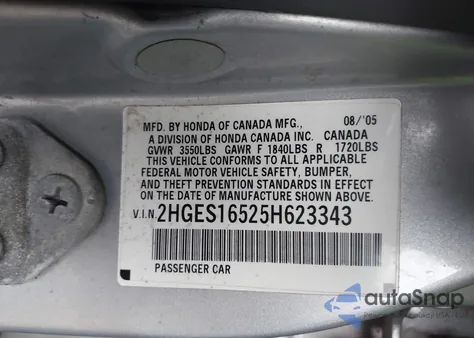 MFD. BY HONDA OF CANADA MFG., 08/'05
A DIVISION OF HONDA CANADA INC. CANADA
GVWR 3550LBS GAWR F 1840LBS R 1720LBS
THIS VEHICLE CONFORMS TO ALL APPLICABLE
FEDERAL MOTOR VEHICLE SAFETY, BUMPER,
AND THEFT PREVENTION STANDARDS IN EFFECT
ON THE DATE OF MANUFACTURE SHOWN ABOVE.
V.I.N. 2HGES16525H623343
PASSENGER CAR
autoSnap